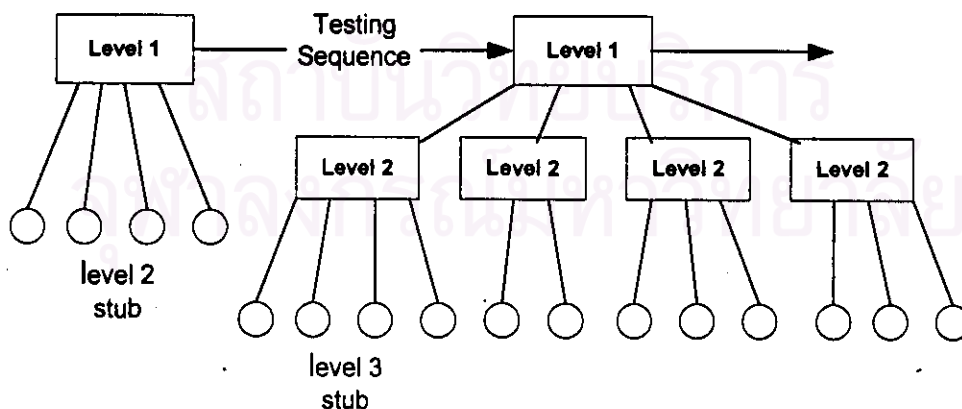 Level 1
Testing
Sequence
Level 1
Level 2
Level 2
Level 2
Level 2
level 2
stub
level 3
stub
สถาบันวิทยบริการ
จุฬาลงกรณ์มหาวิทยาลัย